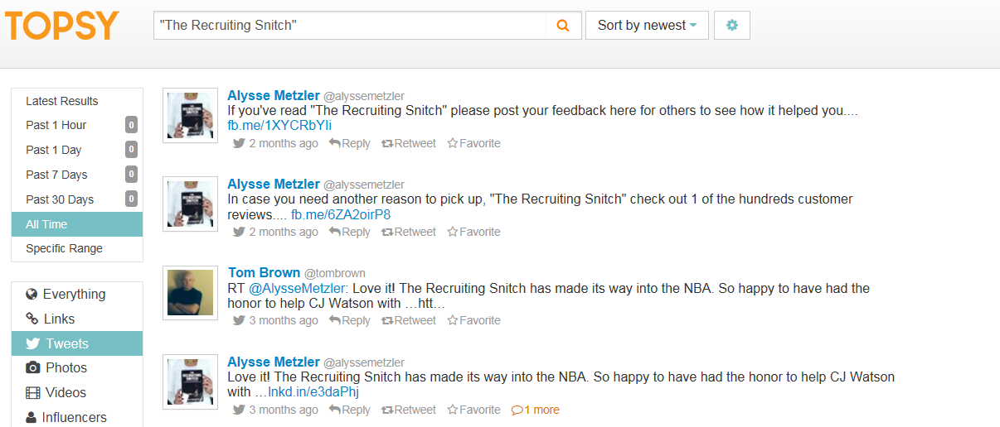 TOPSY
"The Recruiting Snitch"
Sort by newest
Latest Results
Past 1 Hour 0
Past 1 Day 0
Past 7 Days 0
Past 30 Days 0
All Time
Specific Range
Everything
Links
Tweets
Photos
Videos
Influencers
Alysse Metzler @alyssemetzler
If you've read "The Recruiting Snitch" please post your feedback here for others to see how it helped you....
fb.me/1XYCRbYIi
2 months ago Reply Retweet Favorite
Alysse Metzler @alyssemetzler
In case you need another reason to pick up, "The Recruiting Snitch" check out 1 of the hundreds customer
reviews.... fb.me/6ZA2oirP8
2 months ago Reply Retweet Favorite
Tom Brown @tombrown
RT @AlysseMetzler: Love it! The Recruiting Snitch has made its way into the NBA. So happy to have had the
honor to help CJ Watson with …htt…
3 months ago Reply Retweet Favorite
Alysse Metzler @alyssemetzler
Love it! The Recruiting Snitch has made its way into the NBA. So happy to have had the honor to help CJ Watson
with …lnkd.in/e3daPhj
3 months ago Reply Retweet Favorite 1 more